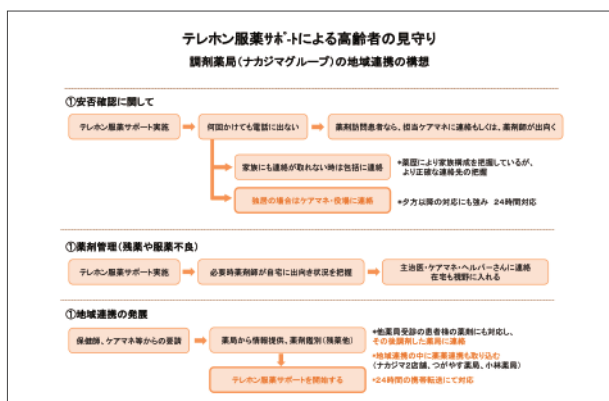 テレホン服薬サポートによる高齢者の見守り
調剤薬局(ナカジマグループ)の地域連携の構想
①安否確認に関して
テレホン服薬サポート実施
何回かけても電話に出ない
薬剤訪問患者なら、担当ケアマネに連絡もしくは、薬剤師が出向く
家族にも連絡が取れない時は包括に連絡
*薬歴により家族構成を把握しているが、
より正確な連絡先の把握
独居の場合はケアマネ・役場に連絡
*夕方以降の対応にも強み 24時間対応
①薬剤管理(残薬や服薬不良)
テレホン服薬サポート実施
必要時薬剤師が自宅に出向き状況を把握
主治医・ケアマネ・ヘルパーさんに連絡
在宅も視野に入れる
①地域連携の発展
保健師、ケアマネ等からの要請
薬局から情報提供、薬剤鑑別(残薬他)
*他薬局受診の患者様の薬剤にも対応し、
その後調剤した薬局に連絡
*地域連携の中に薬薬連携も取り込む
(ナカジマ2店舗、つがやす薬局、小林薬局)
テレホン服薬サポートを開始する
*24時間の携帯転送にて対応